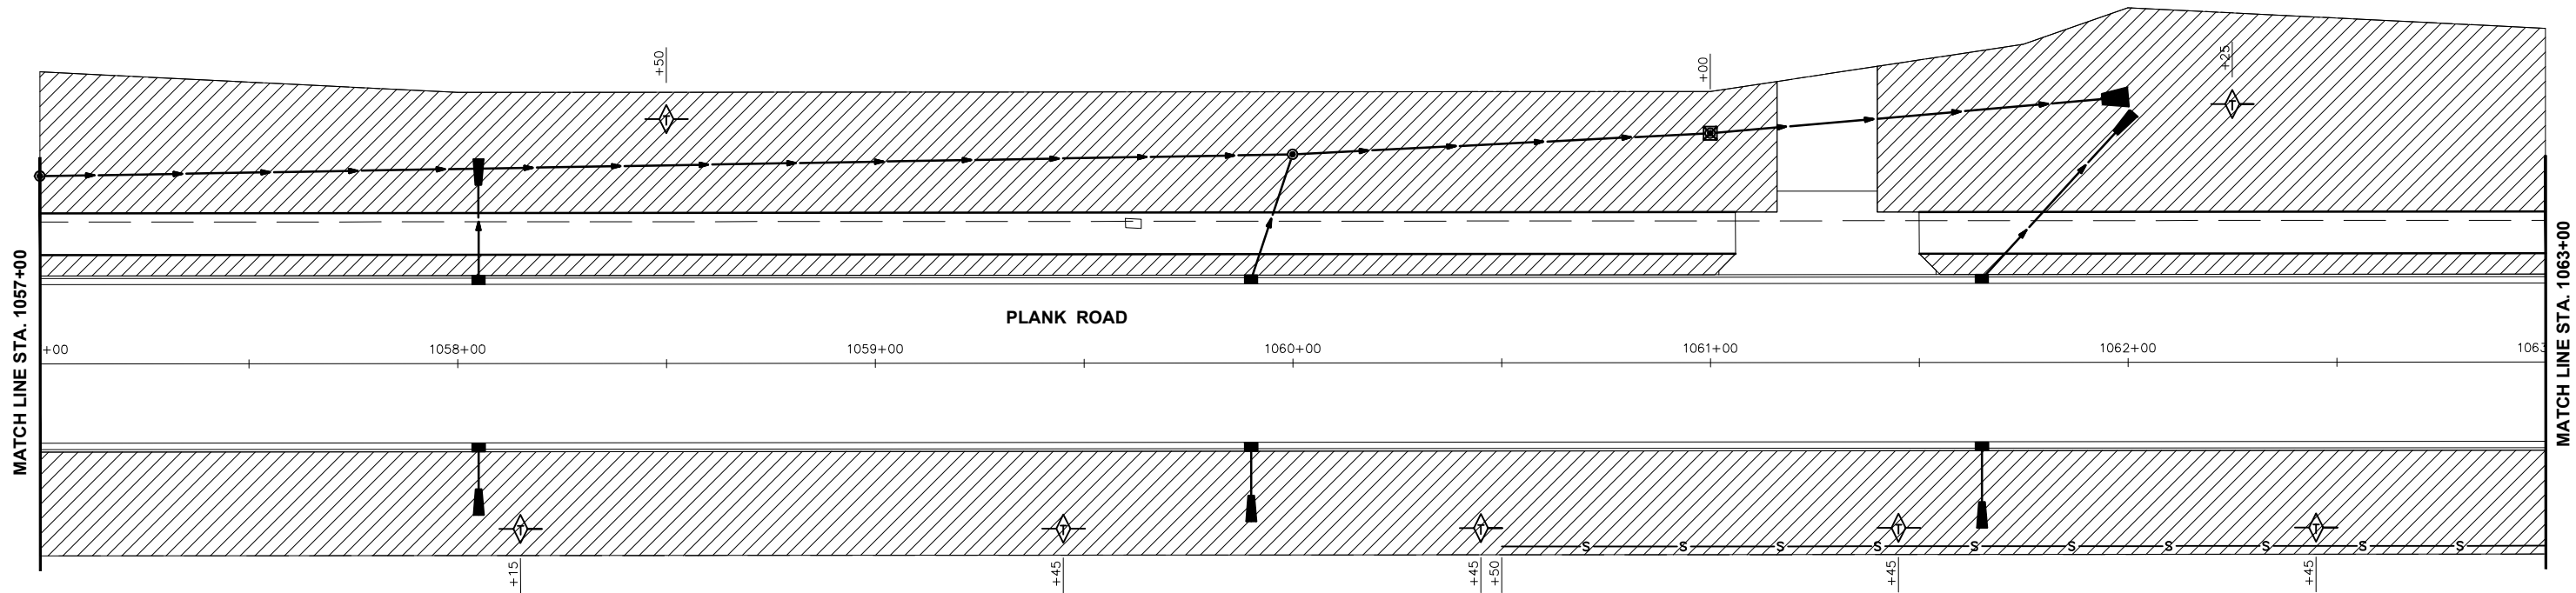 +50
+00
+25
T
T
MATCH LINE STA. 1057+00
MATCH LINE STA. 1063+00
PLANK ROAD
+00
1058+00
1059+00
1060+00
1061+00
1062+00
1063
T
T
T
T
T
S S S S S S S S S S
+15
+45
+45
+50
+45
+45